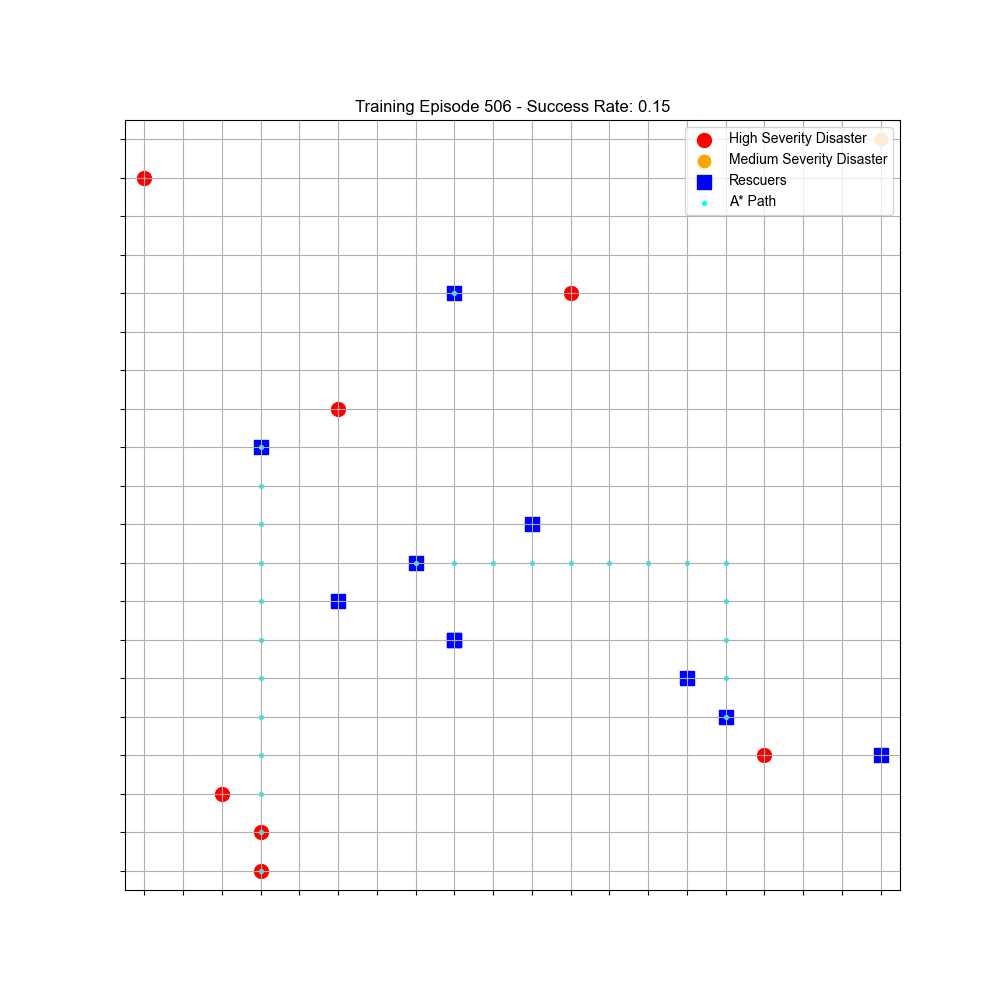 Training Episode 506 - Success Rate: 0.15
High Severity Disaster
Medium Severity Disaster
Rescuers
A* Path